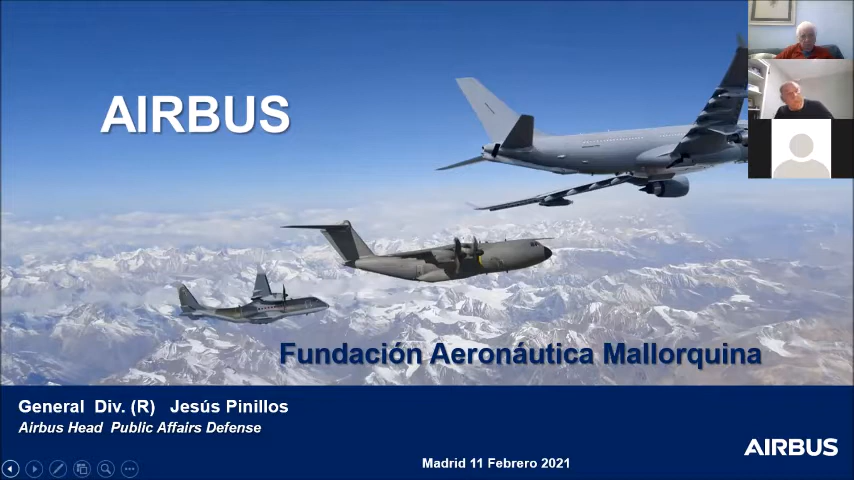 AIRBUS
Fundación Aeronáutica Mallorquina
General Div. (R) Jesús Pinillos
Airbus Head Public Affairs Defense
AIRBUS
Madrid 11 Febrero 2021